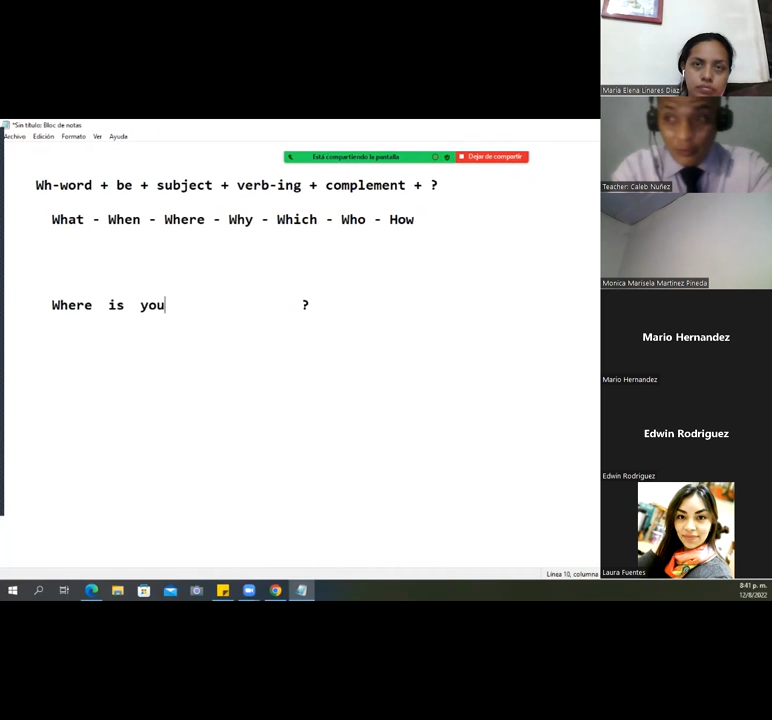 *Sin título: Bloc de notas
Archivo Edición Formato Ver Ayuda
Está compartiendo la pantalla Dejar de compartir
Wh-word + be + subject + verb-ing + complement + ?
What - When - Where - Why - Which - Who - How
Where is you ?
Línea 10, columna
María Elena Linares Díaz
Teacher: Caleb Nuñez
Monica Marisela Martinez Pineda
Mario Hernandez
Mario Hernandez
Edwin Rodriguez
Edwin Rodriguez
Laura Fuentes
8:41 p. m.
12/8/2022